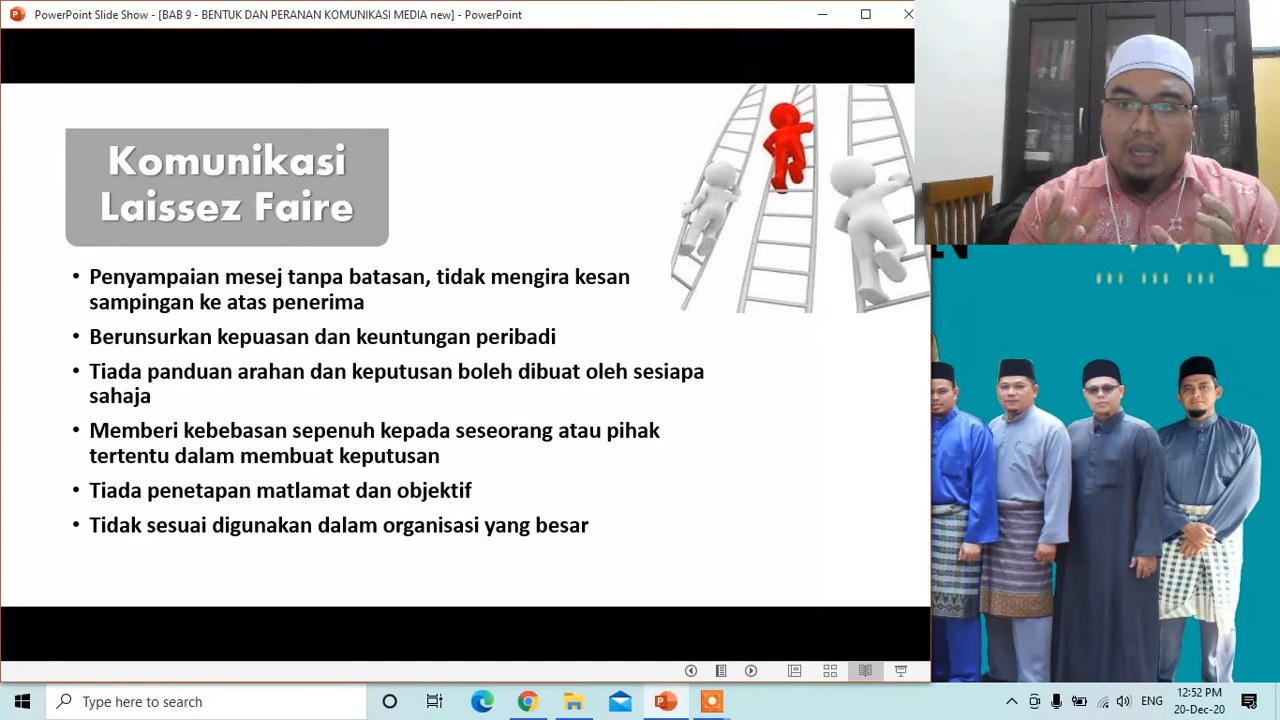 PowerPoint Slide Show - [BAB 9 - BENTUK DAN PERANAN KOMUNIKASI MEDIA new] - PowerPoint
Komunikasi
Laissez Faire
• Penyampaian mesej tanpa batasan, tidak mengira kesan
sampingan ke atas penerima
• Berunsurkan kepuasan dan keuntungan peribadi
• Tiada panduan arahan dan keputusan boleh dibuat oleh sesiapa
sahaja
• Memberi kebebasan sepenuh kepada seseorang atau pihak
tertentu dalam membuat keputusan
• Tiada penetapan matlamat dan objektif
• Tidak sesuai digunakan dalam organisasi yang besar
Type here to search
ENG
12:52 PM
20-Dec-20